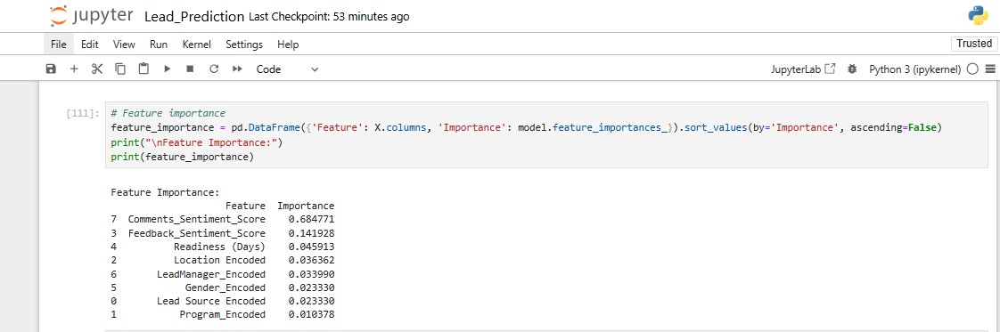 jupyter Lead_Prediction Last Checkpoint: 53 minutes ago
File Edit View Run Kernel Settings Help Trusted
Code JupyterLab Python 3 (ipykernel)
[111]: # Feature importance
feature_importance = pd.DataFrame({'Feature': X.columns, 'Importance': model.feature_importances_}).sort_values(by='Importance', ascending=False)
print("\nFeature Importance:")
print(feature_importance)
Feature Importance:
Feature Importance
7 Comments_Sentiment_Score 0.684771
3 Feedback_Sentiment_Score 0.141928
4 Readiness (Days) 0.045913
2 Location Encoded 0.036362
6 LeadManager_Encoded 0.033990
5 Gender_Encoded 0.023330
0 Lead Source Encoded 0.023330
1 Program_Encoded 0.010378